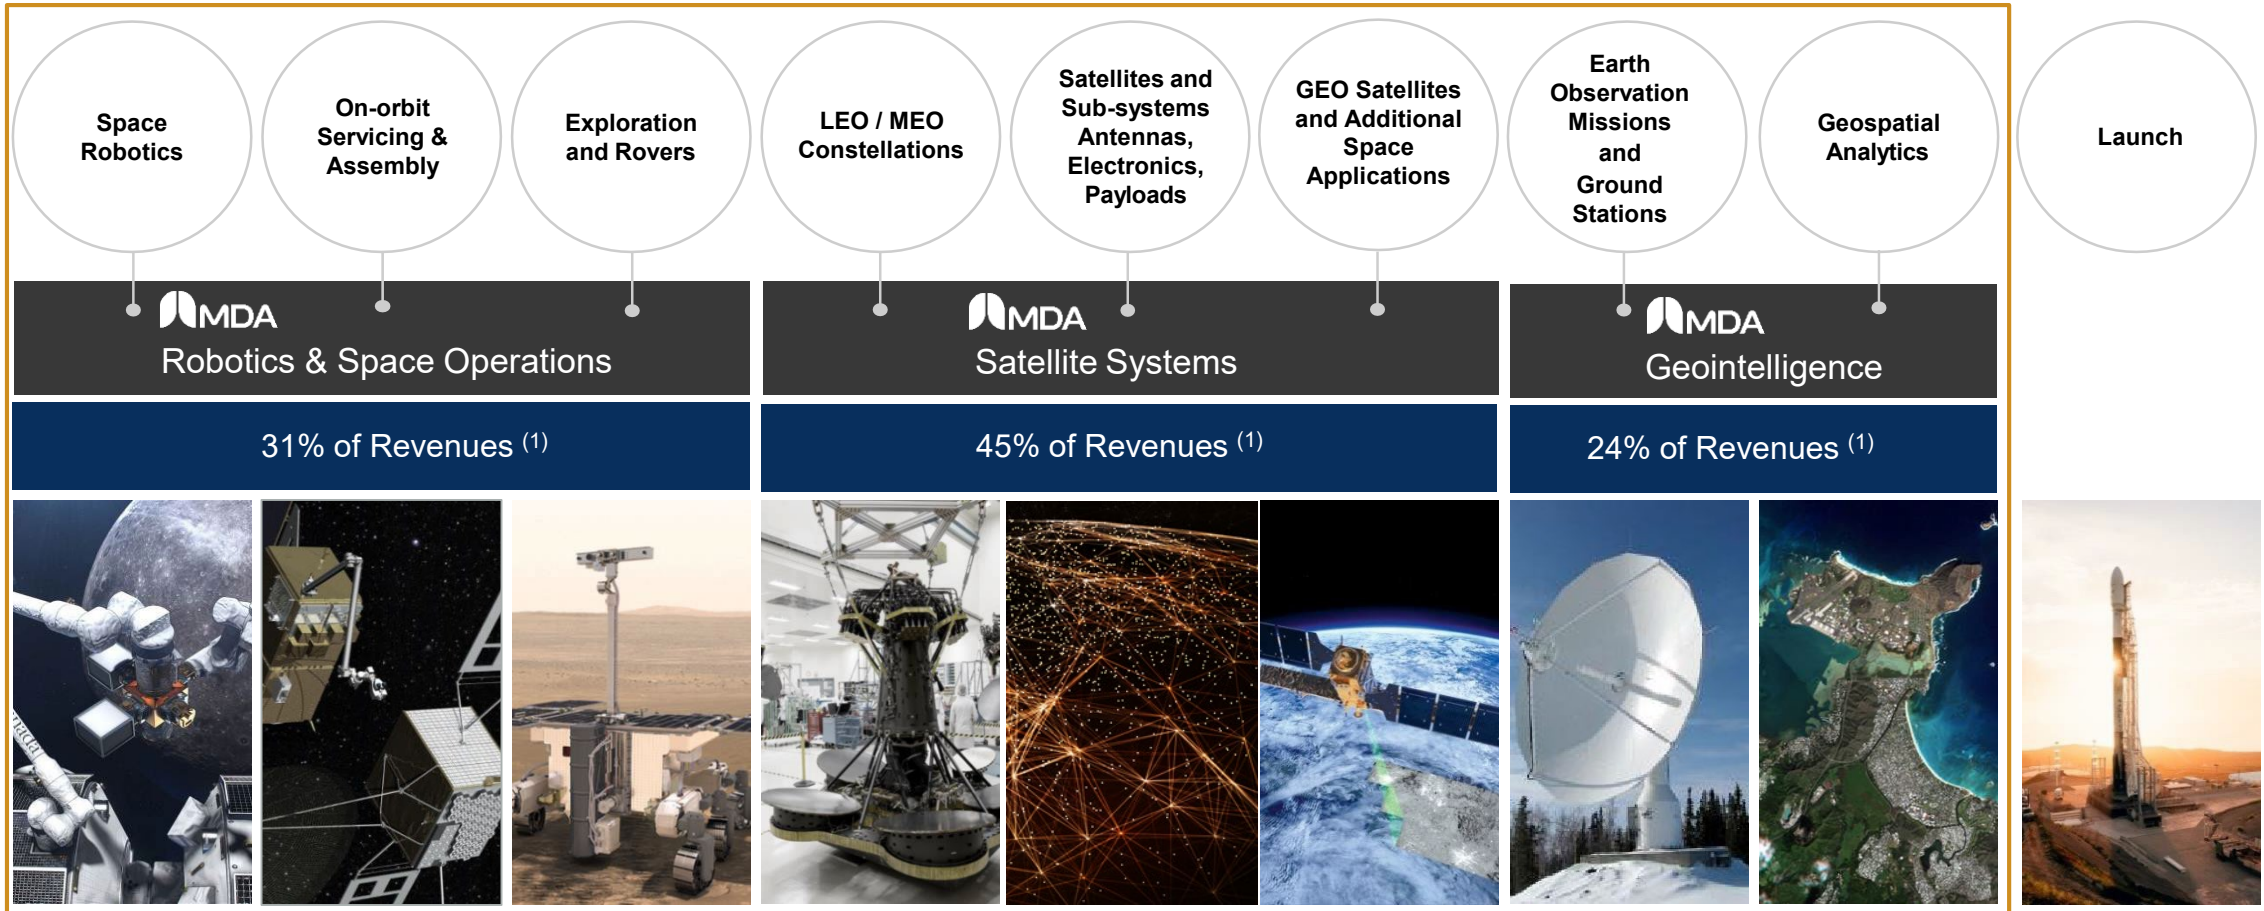 Space
Robotics
On-orbit
Servicing &
Assembly
Exploration
and Rovers
LEO / MEO
Constellations
Satellites and
Sub-systems
Antennas,
Electronics,
Payloads
GEO Satellites
and Additional
Space
Applications
Earth
Observation
Missions
and
Ground
Stations
Geospatial
Analytics
Launch
MDA
Robotics & Space Operations
MDA
Satellite Systems
MDA
Geointelligence
31% of Revenues (1)
45% of Revenues (1)
24% of Revenues (1)